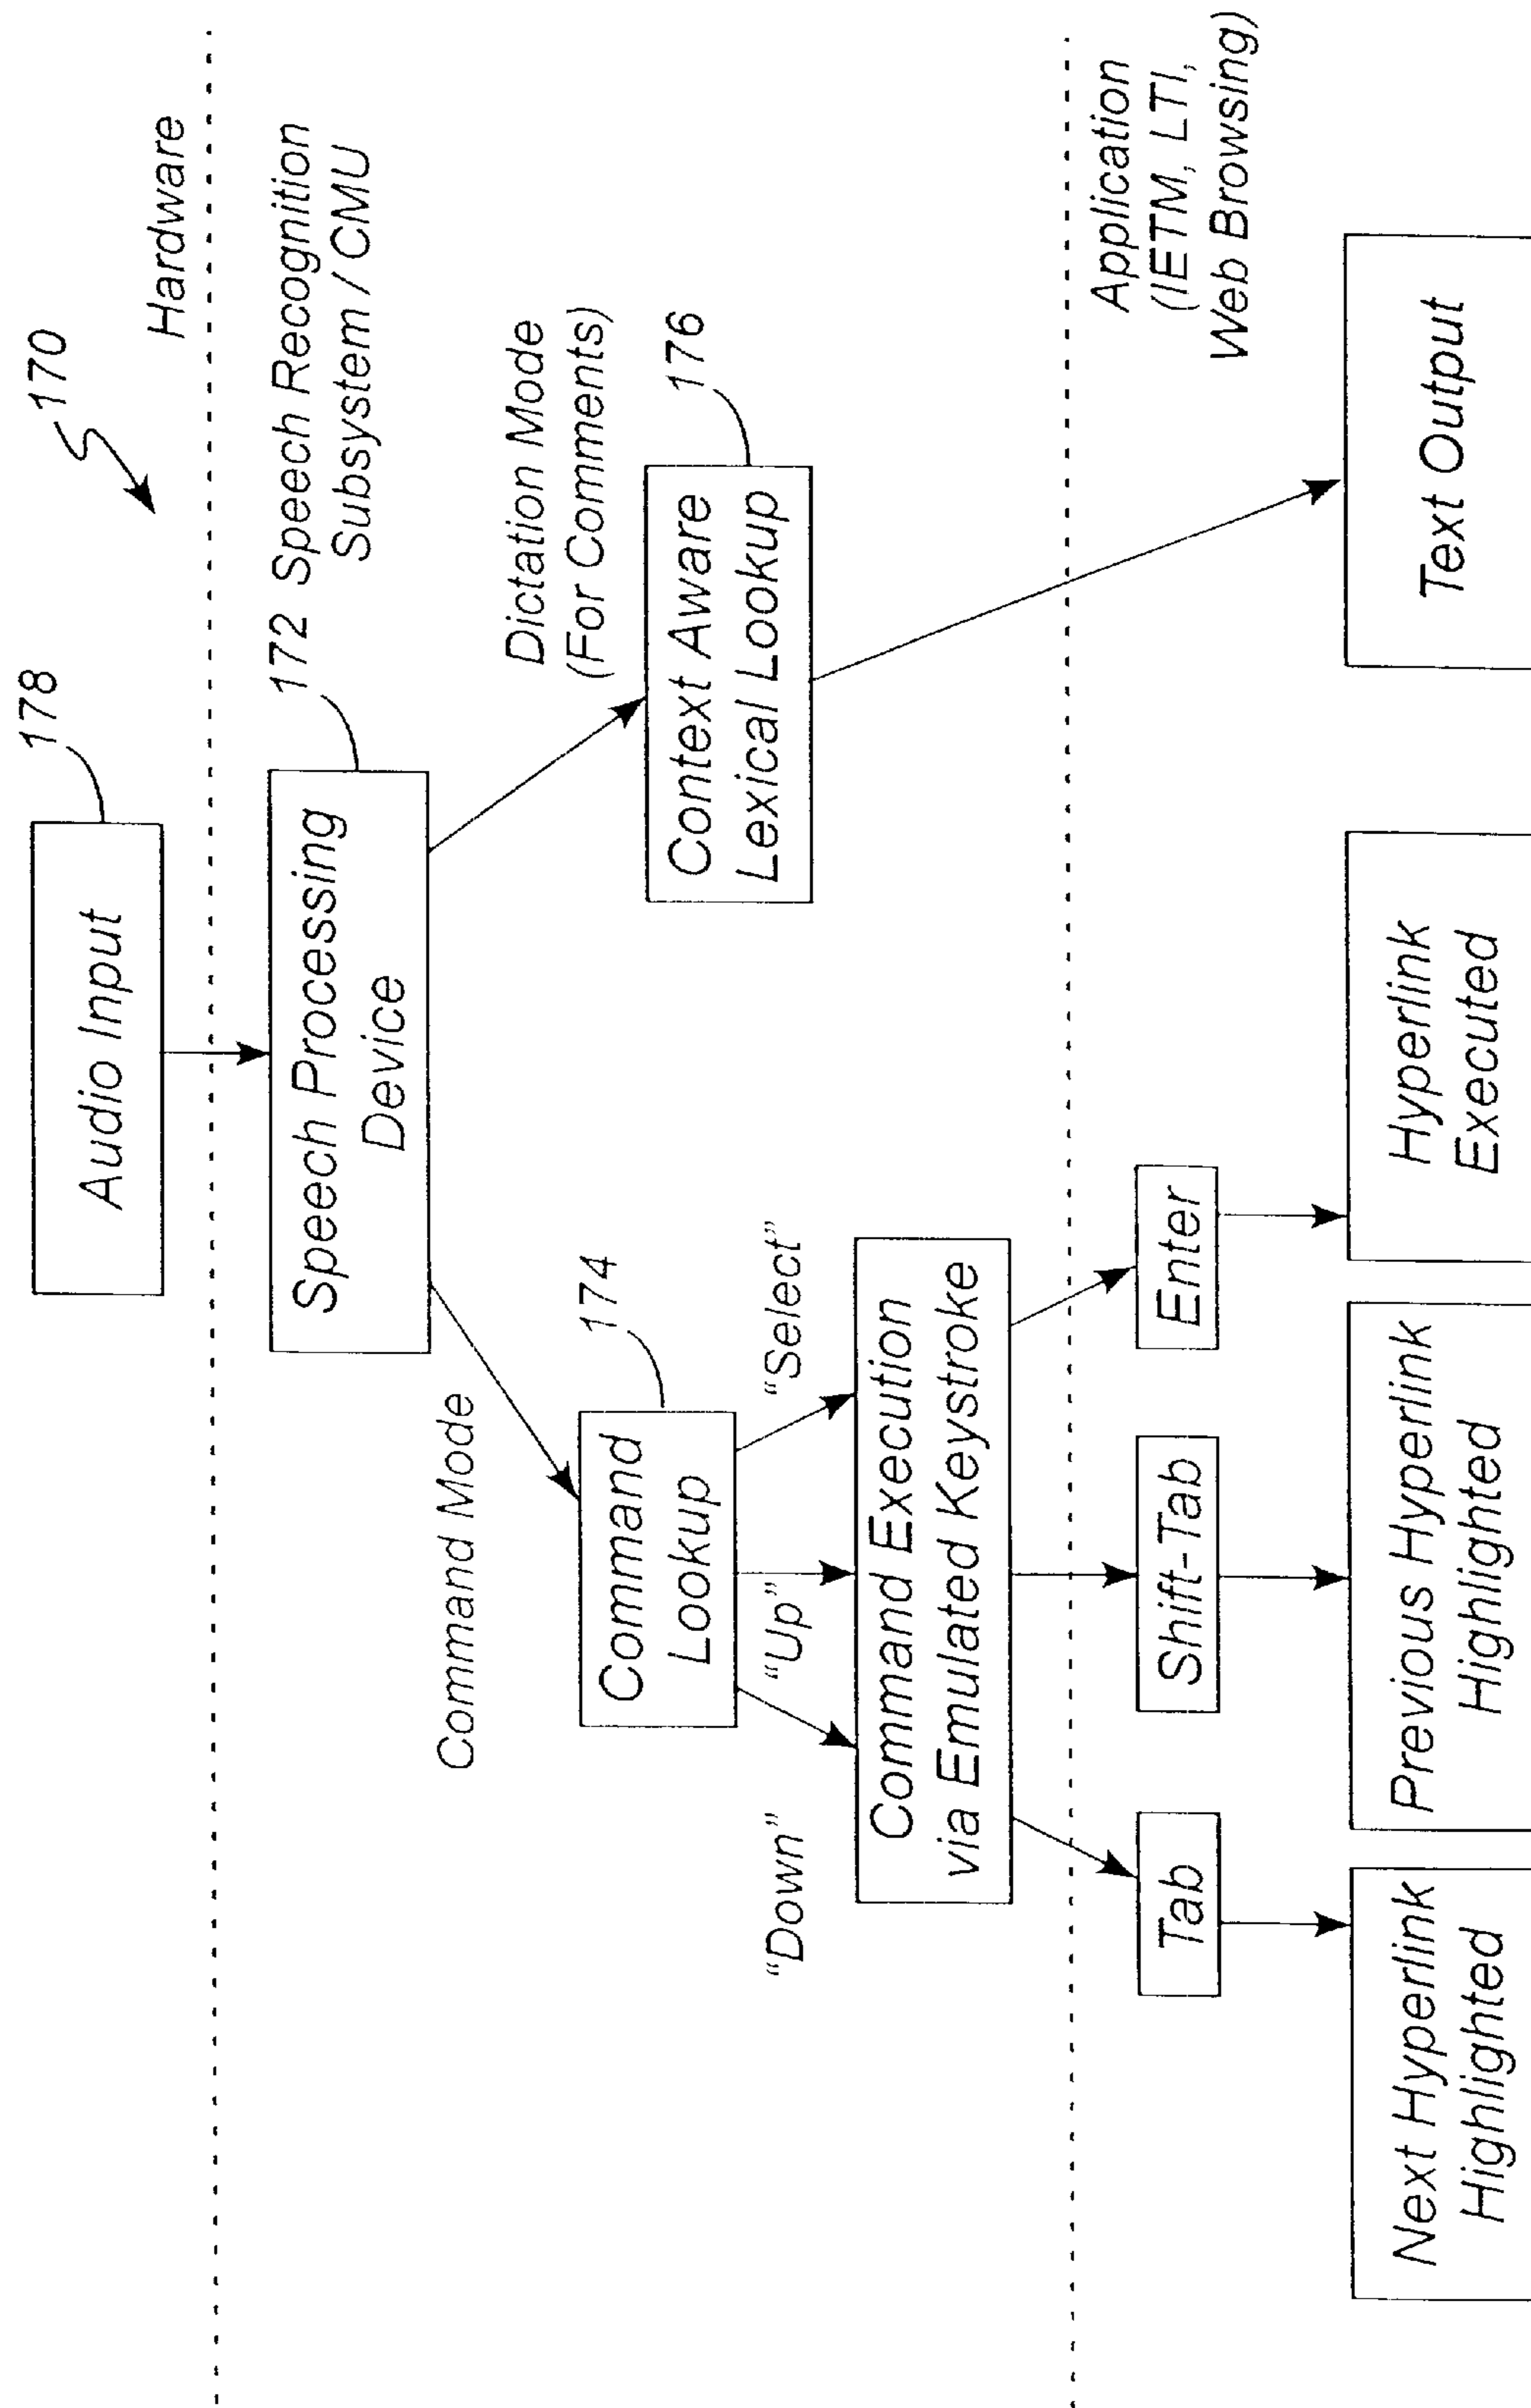 170
Hardware
178
Audio Input
172
Speech Recognition
Subsystem / CMU
Speech Processing
Device
Command Mode
Dictation Mode
(For Comments)
174
Command
Lookup
176
Context Aware
Lexical Lookup
“Down”
“Up”
“Select”
Command Execution
via Emulated Keystroke
Application
(IETM, LTI,
Web Browsing)
Tab
Shift-Tab
Enter
Next Hyperlink
Highlighted
Previous Hyperlink
Highlighted
Hyperlink
Executed
Text Output